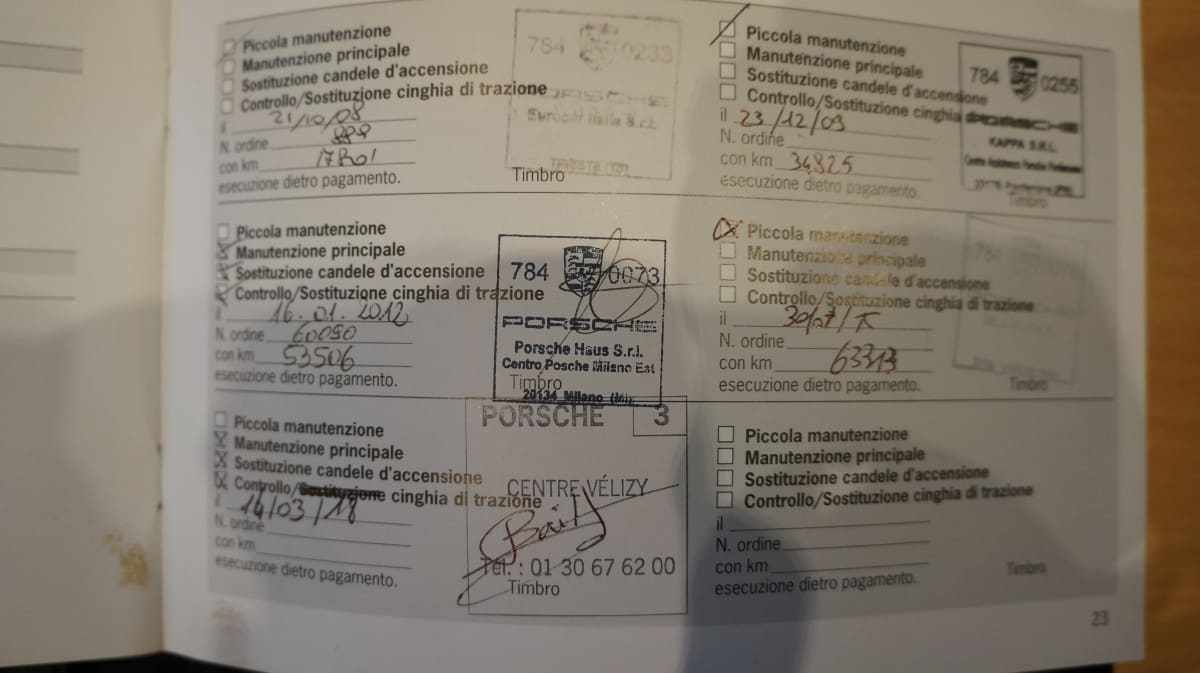 Piccola manutenzione
Manutenzione principale
Sostituzione candele d'accensione
Controllo/Sostituzione cinghia di trazione
il 21/10/08
N. ordine
con km
esecuzione dietro pagamento.
784 0233
PORSCHE
Eurocar Italia S.r.l.
TRIESTE (TS)
Timbro
Piccola manutenzione
Manutenzione principale
Sostituzione candele d'accensione
Controllo/Sostituzione cinghia
il 23/12/09
N. ordine
con km 34825
esecuzione dietro pagamento.
784 0256
PORSCHE
KAPPA S.R.L.
Timbro
Piccola manutenzione
Manutenzione principale
Sostituzione candele d'accensione
Controllo/Sostituzione cinghia di trazione
il 16.01.2012
N. ordine 60090
con km 53506
esecuzione dietro pagamento.
784 0073
PORSCHE
Porsche Haus S.r.l.
Centro Posche Milano Est
Timbro
20134 Milano (MI)
Piccola manutenzione
Manutenzione principale
Sostituzione candele d'accensione
Controllo/Sostituzione cinghia di trazione
il
N. ordine
con km 63313
esecuzione dietro pagamento.
784
Timbro
Piccola manutenzione
Manutenzione principale
Sostituzione candele d'accensione
Controllo/Sostituzione cinghia di trazione
il 14/03/18
N. ordine
con km
esecuzione dietro pagamento.
PORSCHE 3
CENTRE VÉLIZY
Tél. : 01 30 67 62 00
Timbro
Piccola manutenzione
Manutenzione principale
Sostituzione candele d'accensione
Controllo/Sostituzione cinghia di trazione
il
N. ordine
con km
esecuzione dietro pagamento.
Timbro
23